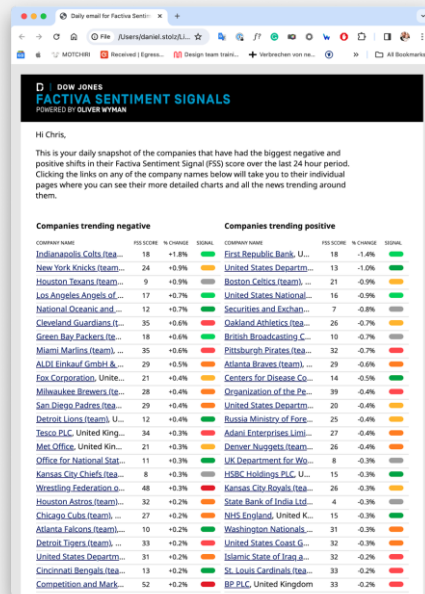 Daily email for Factiva Sentim
File /Users/daniel.stolz/Li...
MOTCHIRI Received | Egress... Design team traini... Verbrechen von ne... All Bookmarks
DOW JONES
FACTIVA SENTIMENT SIGNALS
POWERED BY OLIVER WYMAN
Hi Chris,
This is your daily snapshot of the companies that have had the biggest negative and
positive shifts in their Factiva Sentiment Signal (FSS) score over the last 24 hour period.
Clicking the links on any of the company names below will take you to their individual
pages where you can see their more detailed charts and all the news trending around
them.
Companies trending negative
COMPANY NAME FSS SCORE % CHANGE SIGNAL
Indianapolis Colts (tea... 18 +1.8%
New York Knicks (team... 24 +0.9%
Houston Texans (team... 9 +0.9%
Los Angeles Angels of ... 17 +0.7%
National Oceanic and ... 12 +0.7%
Cleveland Guardians (t... 35 +0.6%
Green Bay Packers (te... 18 +0.6%
Miami Marlins (team), ... 35 +0.6%
ALDI Einkauf GmbH & ... 29 +0.5%
Fox Corporation, Unite... 21 +0.4%
Milwaukee Brewers (te... 28 +0.4%
San Diego Padres (tea... 29 +0.4%
Detroit Lions (team), U... 12 +0.4%
Tesco PLC, United King... 34 +0.3%
Met Office, United Kin... 21 +0.3%
Office for National Stat... 11 +0.3%
Kansas City Chiefs (tea... 8 +0.3%
Wrestling Federation o... 48 +0.3%
Houston Astros (team)... 32 +0.2%
Chicago Cubs (team), ... 27 +0.2%
Atlanta Falcons (team),... 10 +0.2%
Detroit Tigers (team), ... 33 +0.2%
United States Departm... 31 +0.2%
Cincinnati Bengals (tea... 13 +0.2%
Competition and Mark... 52 +0.2%
Companies trending positive
COMPANY NAME FSS SCORE % CHANGE SIGNAL
First Republic Bank, U... 18 -1.4%
United States Departm... 13 -1.0%
Boston Celtics (team), ... 21 -0.9%
United States National... 16 -0.9%
Securities and Exchan... 7 -0.8%
Oakland Athletics (tea... 26 -0.7%
British Broadcasting C... 10 -0.7%
Pittsburgh Pirates (tea... 32 -0.7%
Atlanta Braves (team), ... 29 -0.6%
Centers for Disease Co... 14 -0.5%
Organization of the Pe... 39 -0.4%
United States Departm... 20 -0.4%
Russia Ministry of Fore... 25 -0.4%
Adani Enterprises Limi... 27 -0.4%
Denver Nuggets (team... 26 -0.4%
UK Department for Wo... 8 -0.3%
HSBC Holdings PLC, U... 15 -0.3%
Kansas City Royals (tea... 26 -0.3%
State Bank of India Ltd... 4 -0.3%
NHS England, United K... 15 -0.3%
Washington Nationals ... 31 -0.3%
United States Coast G... 32 -0.3%
Islamic State of Iraq a... 32 -0.2%
St. Louis Cardinals (tea... 33 -0.2%
BP PLC, United Kingdom 33 -0.2%